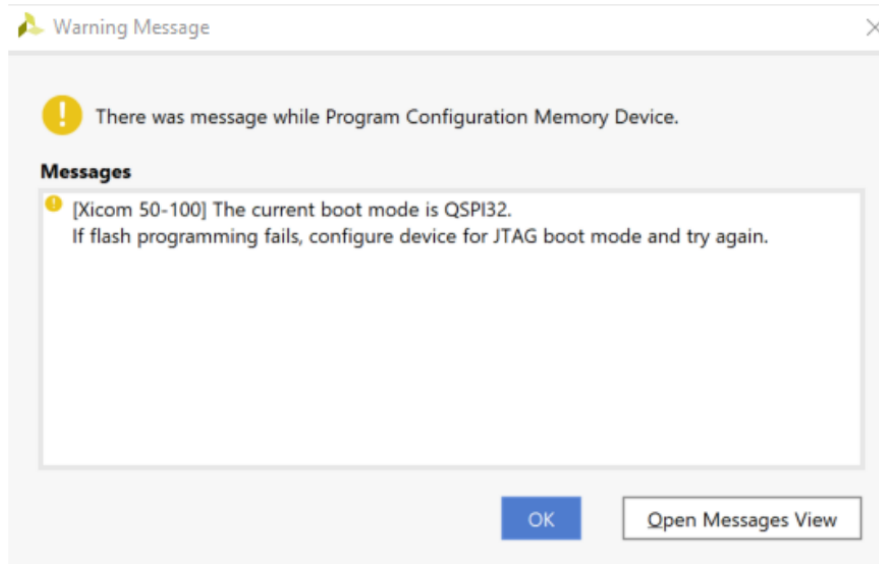 Warning Message
There was message while Program Configuration Memory Device.
Messages
[Xicom 50-100] The current boot mode is QSPI32.
If flash programming fails, configure device for JTAG boot mode and try again.
OK
Open Messages View